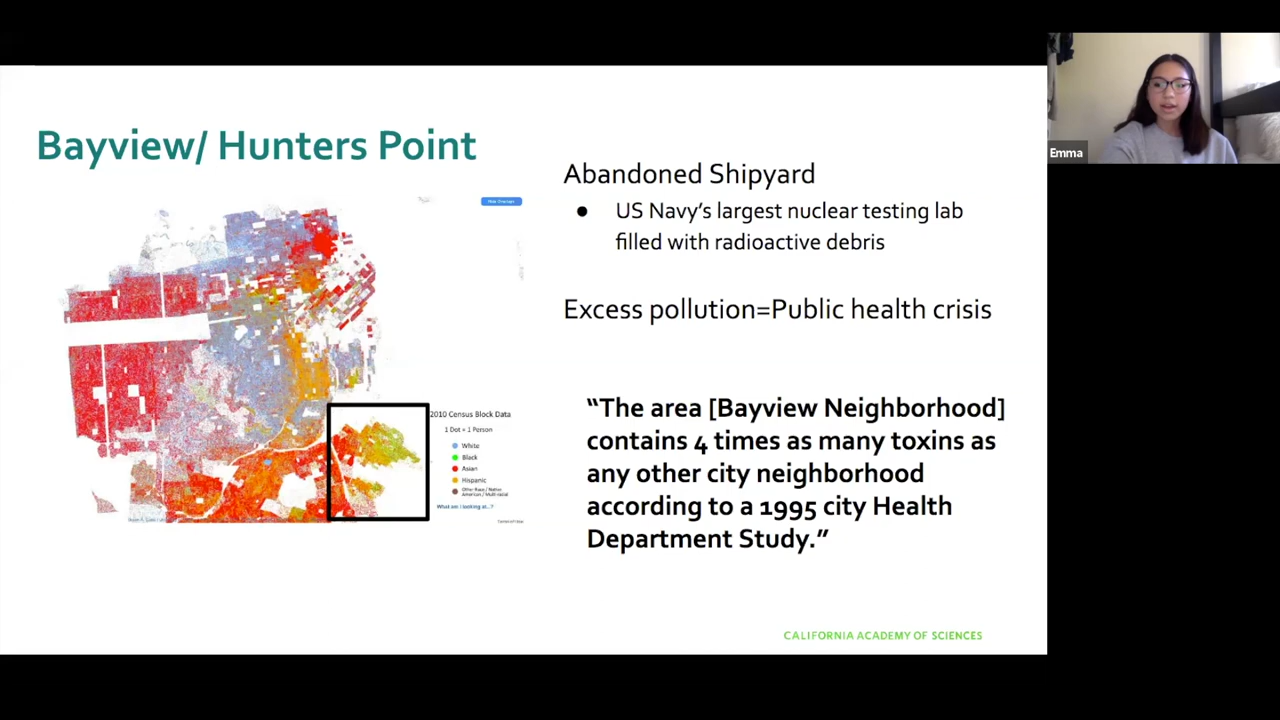 Bayview/ Hunters Point
Abandoned Shipyard
● US Navy's largest nuclear testing lab
filled with radioactive debris
Excess pollution=Public health crisis
2010 Census Block Data
1 Dot = 1 Person
White
Black
Asian
Hispanic
Other Race / Native
American / Multi-racial
What am I looking at...?
“The area [Bayview Neighborhood]
contains 4 times as many toxins as
any other city neighborhood
according to a 1995 city Health
Department Study.”
CALIFORNIA ACADEMY OF SCIENCES
Emma